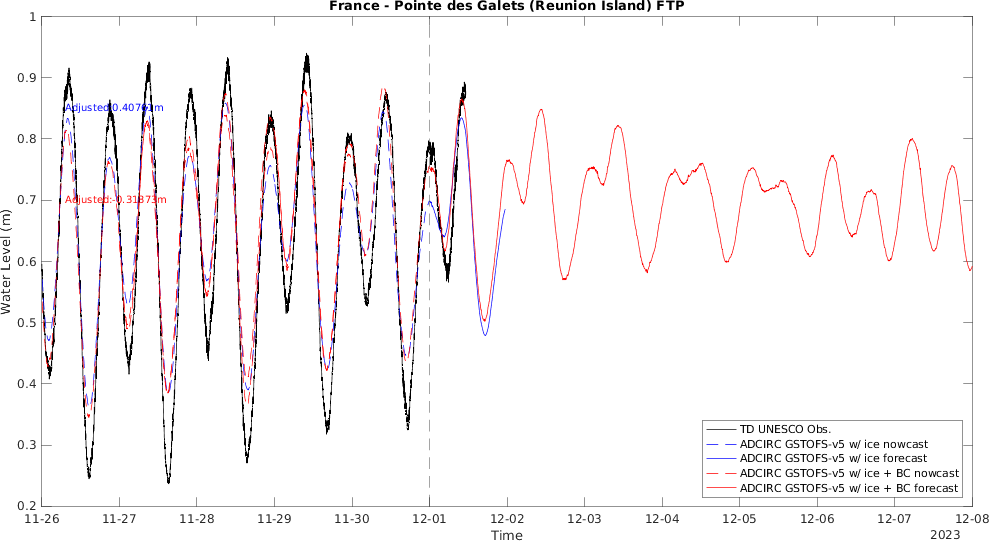 France - Pointe des Galets (Reunion Island) FTP
Water Level (m)
1
0.9
0.8
0.7
0.6
0.5
0.4
0.3
0.2
Adjusted:0.40761m
Adjusted:-0.31873m
TD UNESCO Obs.
ADCIRC GSTOFS-v5 w/ ice nowcast
ADCIRC GSTOFS-v5 w/ ice forecast
ADCIRC GSTOFS-v5 w/ ice + BC nowcast
ADCIRC GSTOFS-v5 w/ ice + BC forecast
11-26 11-27 11-28 11-29 11-30 12-01 12-02 12-03 12-04 12-05 12-06 12-07 12-08
Time
2023